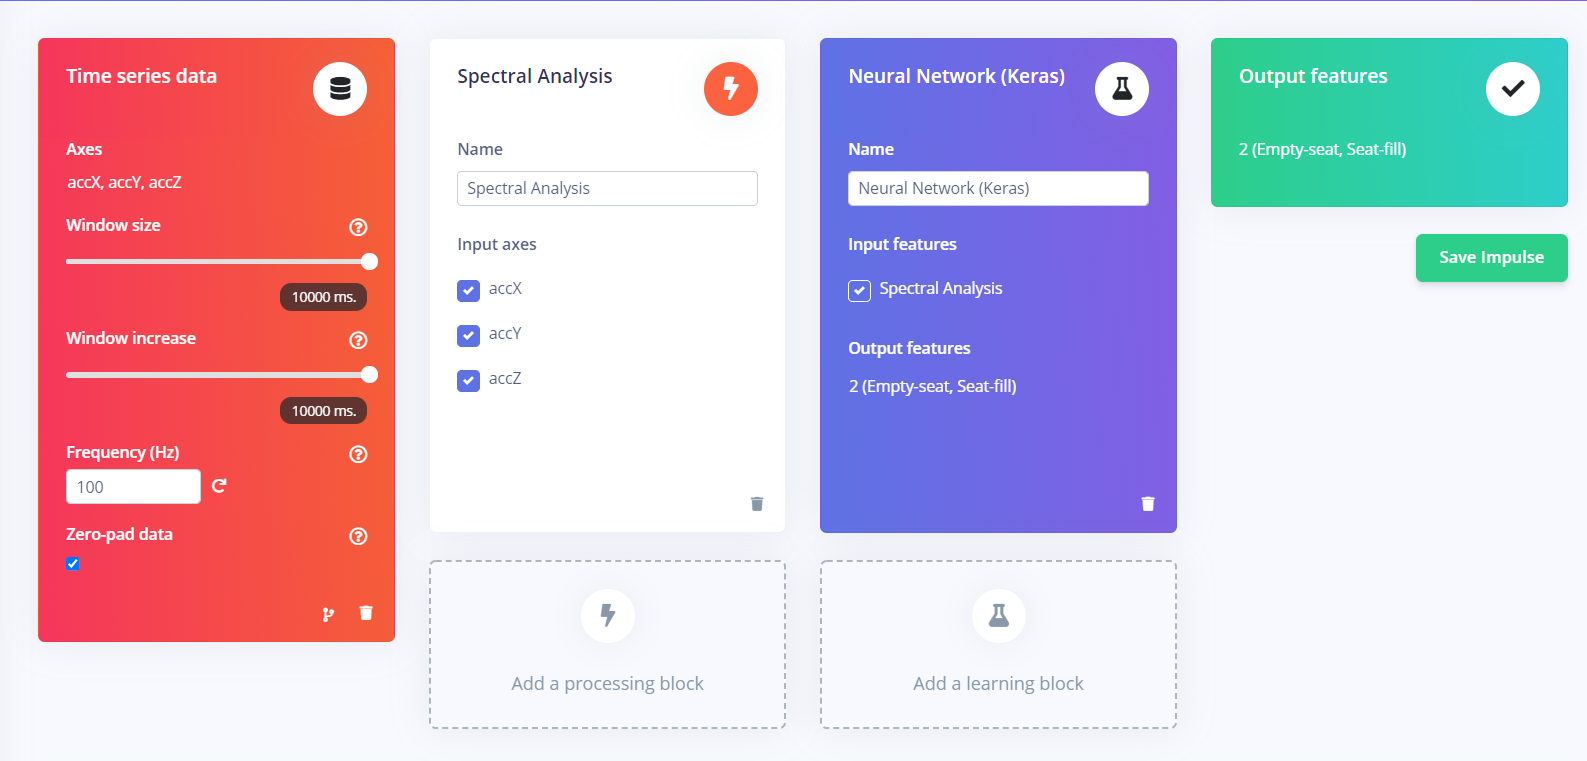 Time series data
Axes
accX, accY, accZ
Window size
10000 ms.
Window increase
10000 ms.
Frequency (Hz)
100
Zero-pad data
Spectral Analysis
Name
Spectral Analysis
Input axes
accX
accY
accZ
Add a processing block
Neural Network (Keras)
Name
Neural Network (Keras)
Input features
Spectral Analysis
Output features
2 (Empty-seat, Seat-fill)
Add a learning block
Output features
2 (Empty-seat, Seat-fill)
Save Impulse